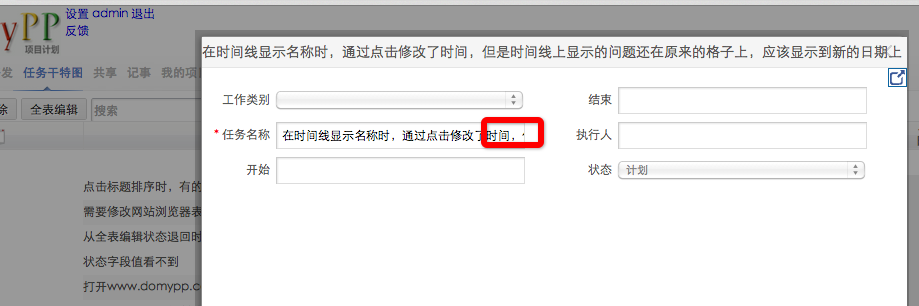 设置 admin 退出
反馈
myPP
项目计划
发 任务干特图 共享 记事 我的项
除 全表编辑 搜索
在时间线显示名称时，通过点击修改了时间，但是时间线上显示的问题还在原来的格子上，应该显示到新的日期上
工作类别 结束
* 任务名称 在时间线显示名称时，通过点击修改了时间， 执行人
开始 状态 计划
点击标题排序时，有的
需要修改网站浏览器表
从全表编辑状态退回时
状态字段值看不到
打开www.domypp.c